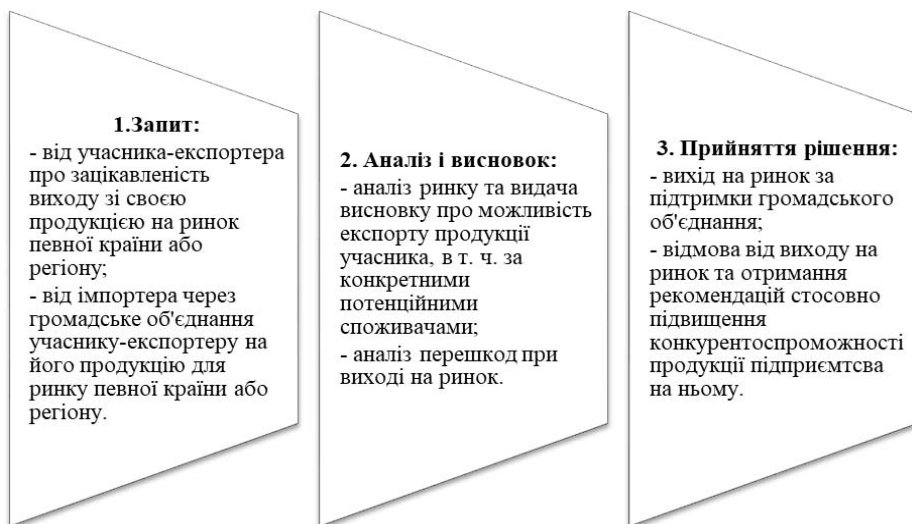 1.Запит:
- від учасника-експортера
про зацікавленість
виходу зі своєю
продукцією на ринок
певної країни або
регіону;
- від імпортера через
громадське об'єднання
учаснику-експортеру на
його продукцію для
ринку певної країни або
регіону.
2. Аналіз і висновок:
- аналіз ринку та видача
висновку про можливість
експорту продукції
учасника, в т. ч. за
конкретними
потенційними
споживачами;
- аналіз перешкод при
виході на ринок.
3. Прийняття рішення:
- вихід на ринок за
підтримки громадського
об'єднання;
- відмова від виходу на
ринок та отримання
рекомендацій стосовно
підвищення
конкурентоспроможності
продукції підприємтсва
на ньому.